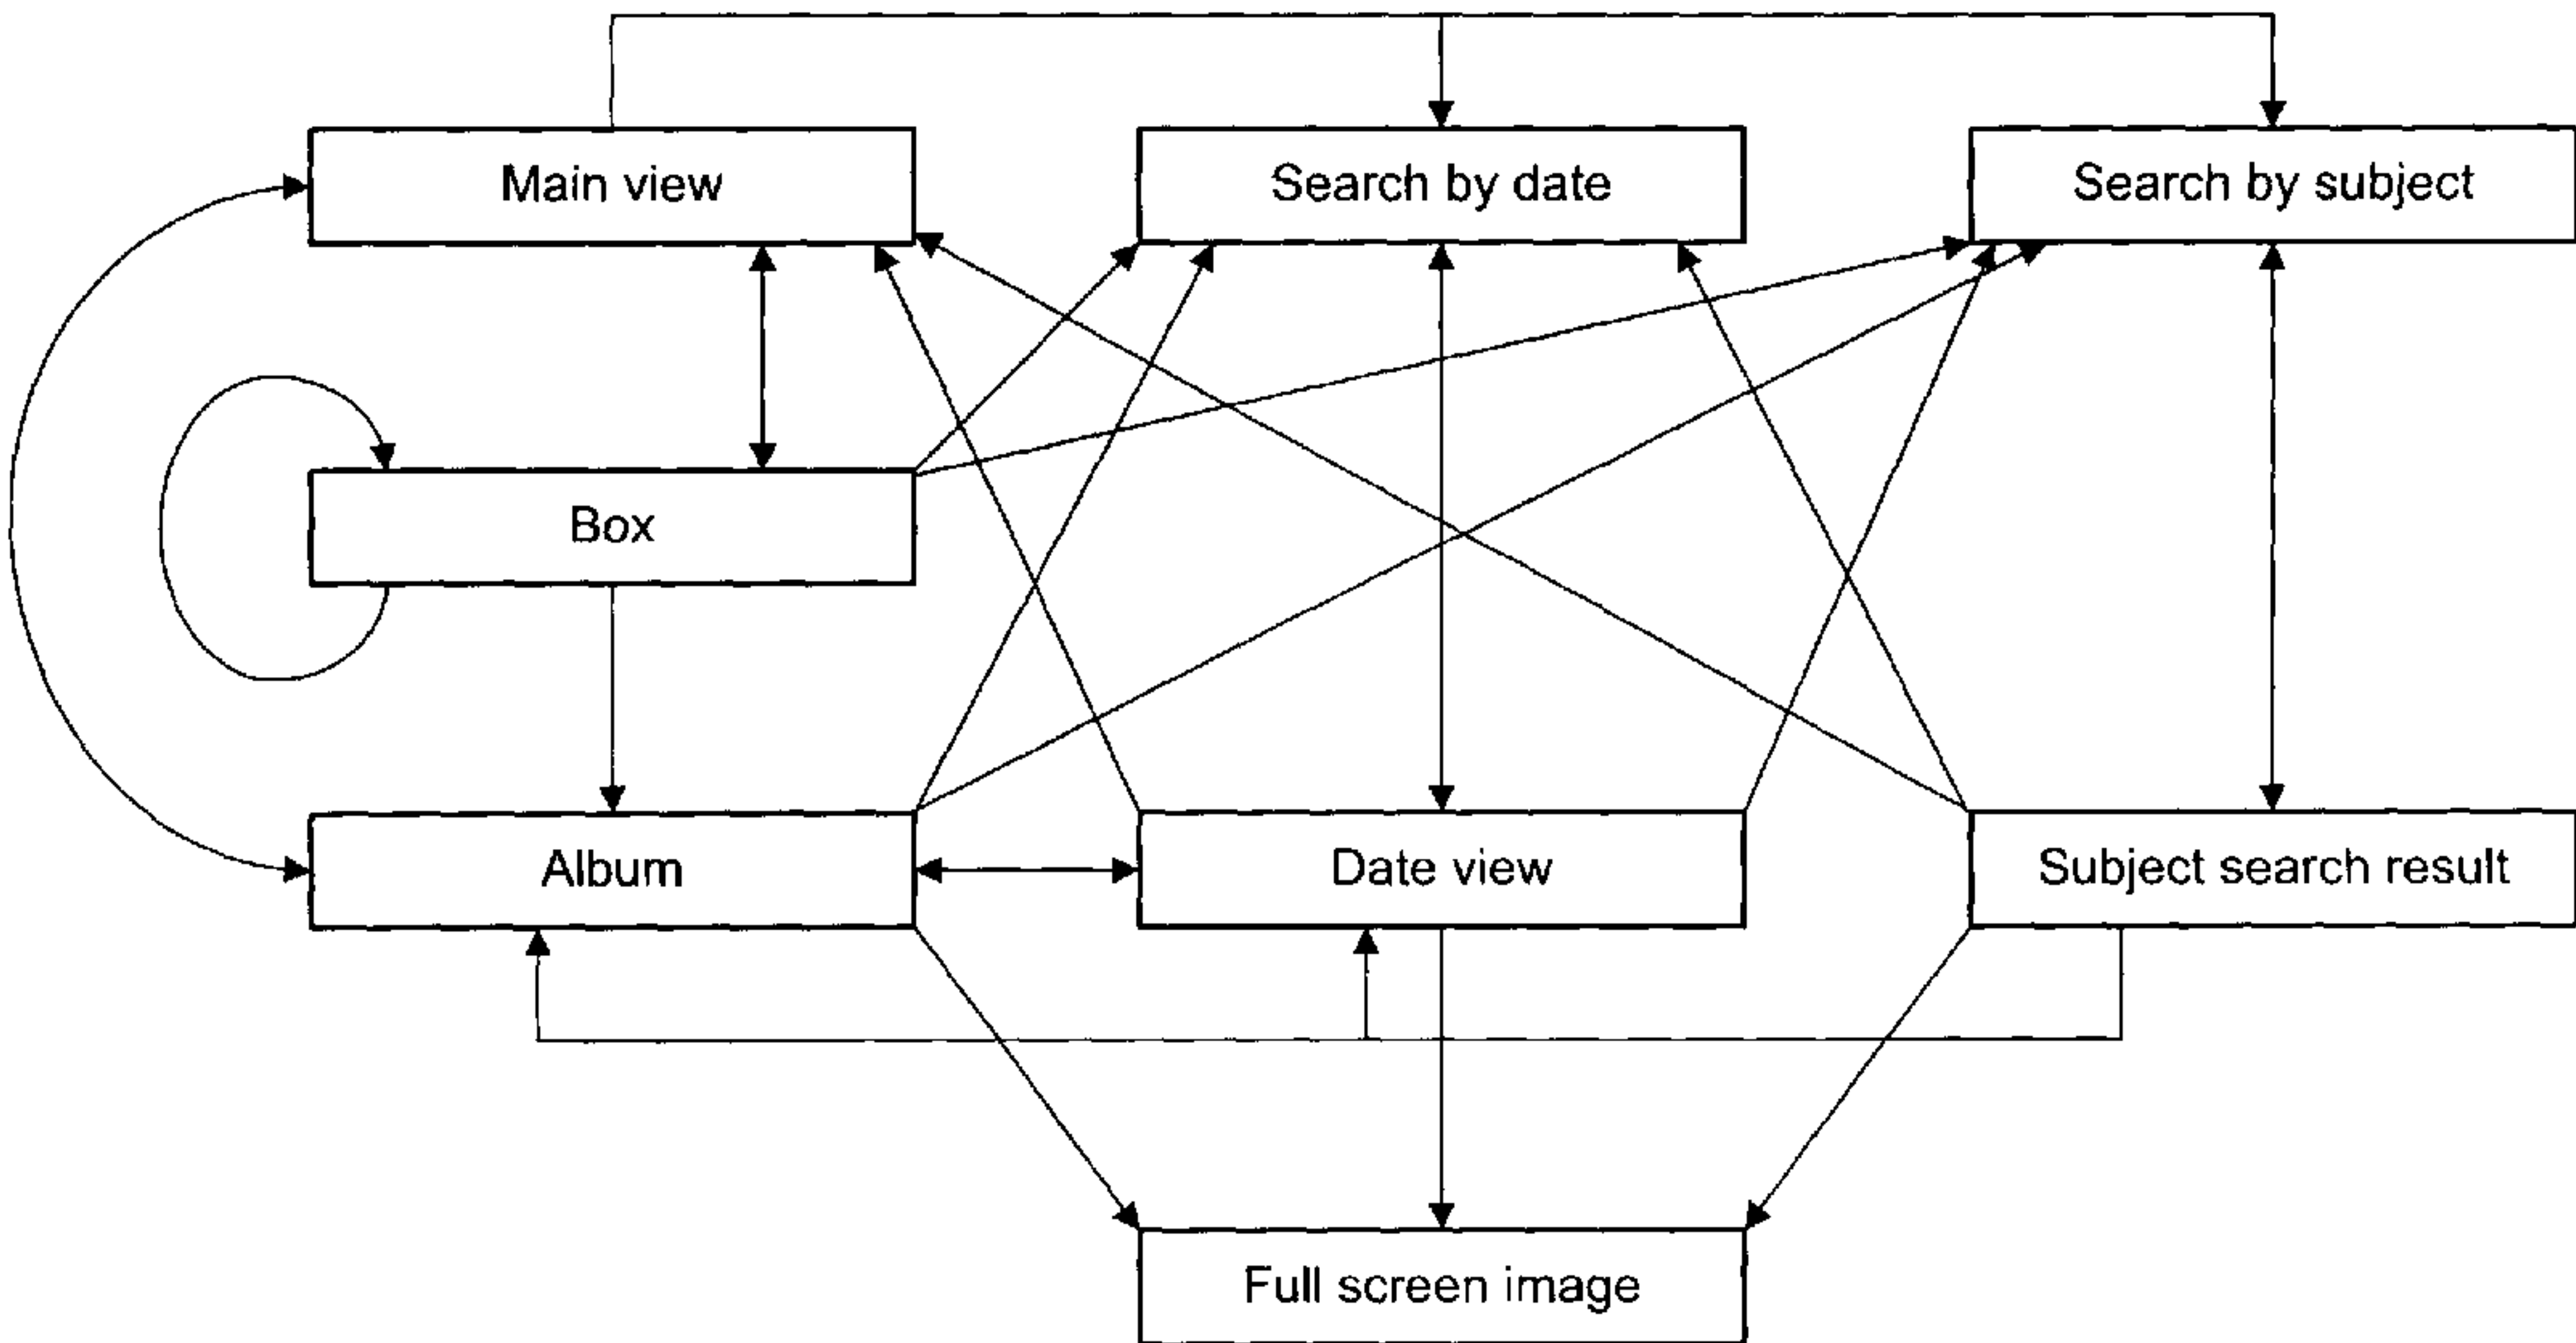 Main view
Search by date
Search by subject
Box
Album
Date view
Subject search result
Full screen image